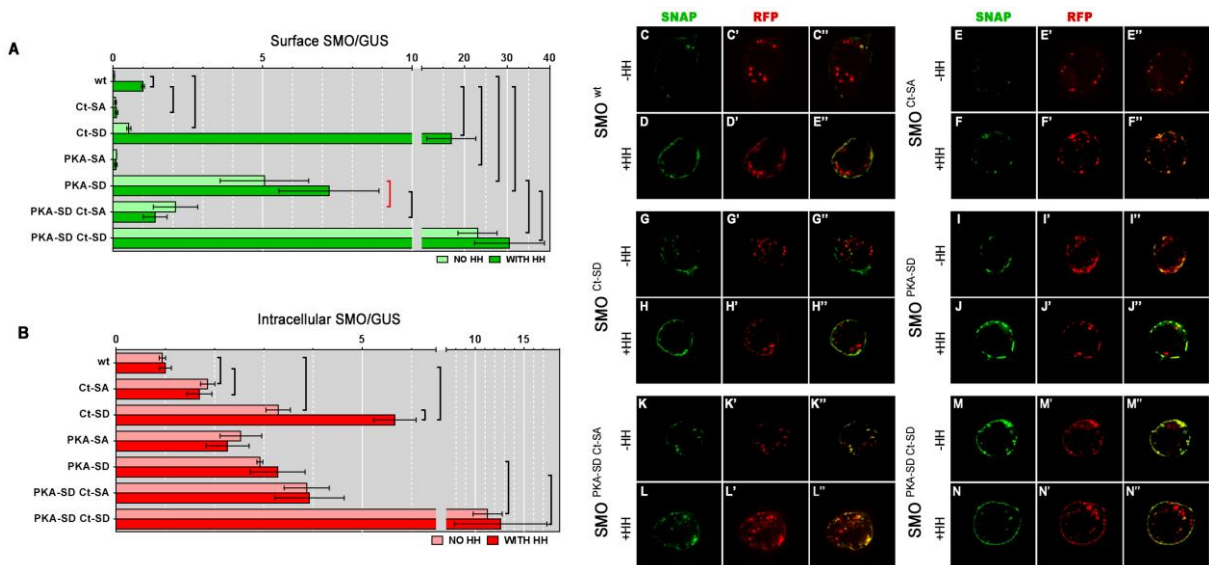 A
Surface SMO/GUS
0 5 10 20 30 40
wt
Ct-SA
Ct-SD
PKA-SA
PKA-SD
PKA-SD Ct-SA
PKA-SD Ct-SD
NO HH WITH HH
B
Intracellular SMO/GUS
0 5 10 15
wt
Ct-SA
Ct-SD
PKA-SA
PKA-SD
PKA-SD Ct-SA
PKA-SD Ct-SD
NO HH WITH HH
SNAP RFP
SMO wt
-HH
C C' C''
+HH
D D' E''
SMO Ct-SD
-HH
G G' G''
+HH
H H' H''
SMO PKA-SD Ct-SA
-HH
K K' K''
+HH
L L' L''
SNAP RFP
SMO Ct-SA
-HH
E E' E''
+HH
F F' F''
SMO PKA-SD
-HH
I I' I''
+HH
J J' J''
SMO PKA-SD Ct-SD
-HH
M M' M''
+HH
N N' N''